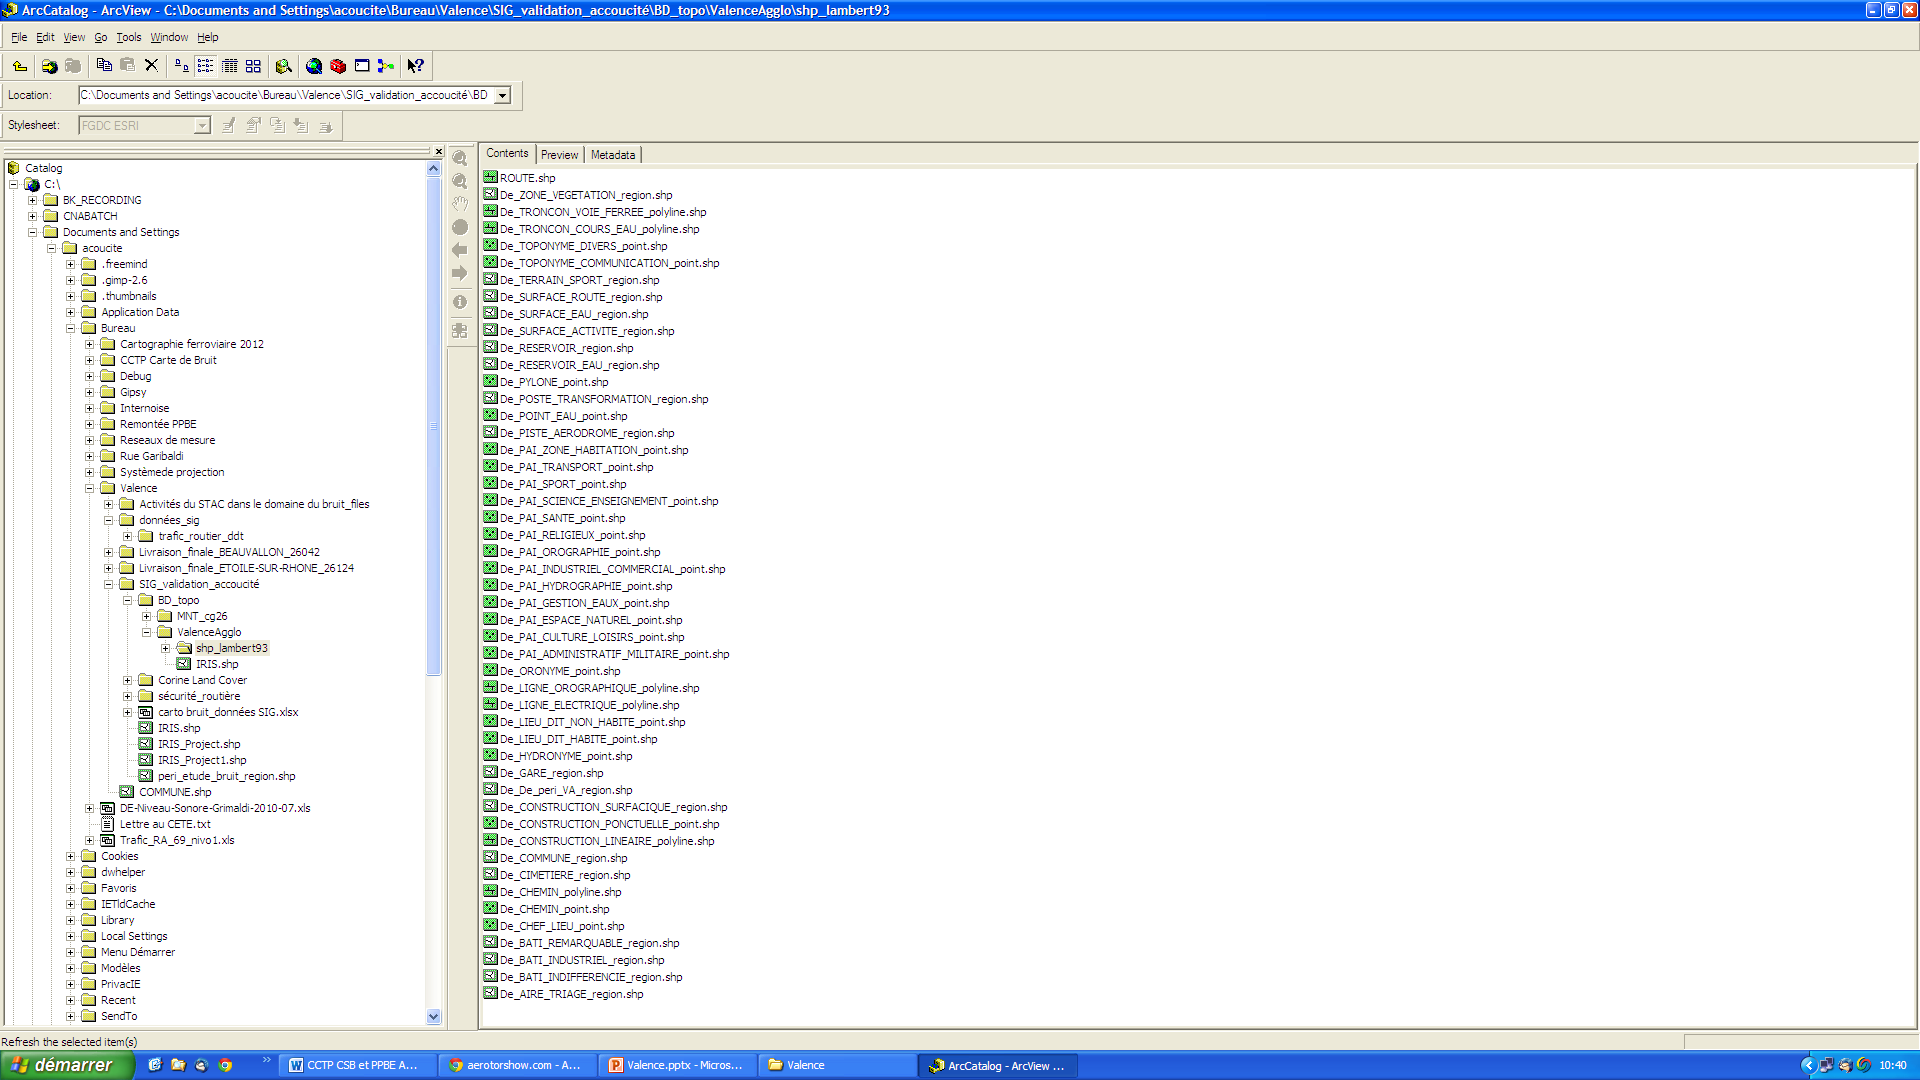 ArcCatalog - ArcView - C:\Documents and Settings\acoucite\Bureau\Valence\SIG_validation_accoucité\BD_topo\ValenceAgglo\shp_lambert93
File Edit View Go Tools Window Help
Location: C:\Documents and Settings\acoucite\Bureau\Valence\SIG_validation_accoucité\BD
Stylesheet: FGDC ESRI
Catalog
C:\
BK_RECORDING
CNABATCH
Documents and Settings
acoucite
.freemind
.gimp-2.6
.thumbnails
Application Data
Bureau
Cartographie ferroviaire 2012
CCTP Carte de Bruit
Debug
Gipsy
Internoise
Remontée PPBE
Reseaux de mesure
Rue Garibaldi
Systèmede projection
Valence
Activités du STAC dans le domaine du bruit_files
données_sig
trafic_routier_ddt
Livraison_finale_BEAUVALLON_26042
Livraison_finale_ETOILE-SUR-RHONE_26124
SIG_validation_accoucité
BD_topo
MNT_cg26
ValenceAgglo
shp_lambert93
IRIS.shp
Corine Land Cover
sécurité_routière
carto bruit_données SIG.xlsx
IRIS.shp
IRIS_Project.shp
IRIS_Project1.shp
peri_etude_bruit_region.shp
COMMUNE.shp
DE-Niveau-Sonore-Grimaldi-2010-07.xls
Lettre au CETE.txt
Trafic_RA_69_nivo1.xls
Cookies
dwhelper
Favoris
IETldCache
Library
Local Settings
Menu Démarrer
Modèles
PrivacIE
Recent
SendTo
Contents Preview Metadata
ROUTE.shp
De_ZONE_VEGETATION_region.shp
De_TRONCON_VOIE_FERREE_polyline.shp
De_TRONCON_COURS_EAU_polyline.shp
De_TOPONYME_DIVERS_point.shp
De_TOPONYME_COMMUNICATION_point.shp
De_TERRAIN_SPORT_region.shp
De_SURFACE_ROUTE_region.shp
De_SURFACE_EAU_region.shp
De_SURFACE_ACTIVITE_region.shp
De_RESERVOIR_region.shp
De_RESERVOIR_EAU_region.shp
De_PYLONE_point.shp
De_POSTE_TRANSFORMATION_region.shp
De_POINT_EAU_point.shp
De_PISTE_AERODROME_region.shp
De_PAI_ZONE_HABITATION_point.shp
De_PAI_TRANSPORT_point.shp
De_PAI_SPORT_point.shp
De_PAI_SCIENCE_ENSEIGNEMENT_point.shp
De_PAI_SANTE_point.shp
De_PAI_RELIGIEUX_point.shp
De_PAI_OROGRAPHIE_point.shp
De_PAI_INDUSTRIEL_COMMERCIAL_point.shp
De_PAI_HYDROGRAPHIE_point.shp
De_PAI_GESTION_EAUX_point.shp
De_PAI_ESPACE_NATUREL_point.shp
De_PAI_CULTURE_LOISIRS_point.shp
De_PAI_ADMINISTRATIF_MILITAIRE_point.shp
De_ORONYME_point.shp
De_LIGNE_OROGRAPHIQUE_polyline.shp
De_LIGNE_ELECTRIQUE_polyline.shp
De_LIEU_DIT_NON_HABITE_point.shp
De_LIEU_DIT_HABITE_point.shp
De_HYDRONYME_point.shp
De_GARE_region.shp
De_De_peri_VA_region.shp
De_CONSTRUCTION_SURFACIQUE_region.shp
De_CONSTRUCTION_PONCTUELLE_point.shp
De_CONSTRUCTION_LINEAIRE_polyline.shp
De_COMMUNE_region.shp
De_CIMETIERE_region.shp
De_CHEMIN_polyline.shp
De_CHEMIN_point.shp
De_CHEF_LIEU_point.shp
De_BATI_REMARQUABLE_region.shp
De_BATI_INDUSTRIEL_region.shp
De_BATI_INDIFFERENCIE_region.shp
De_AIRE_TRIAGE_region.shp
Refresh the selected item(s)
démarrer CCTP CSB et PPBE A... aerotorshow.com - A... Valence.pptx - Micros... Valence ArcCatalog - ArcView ... 10:40